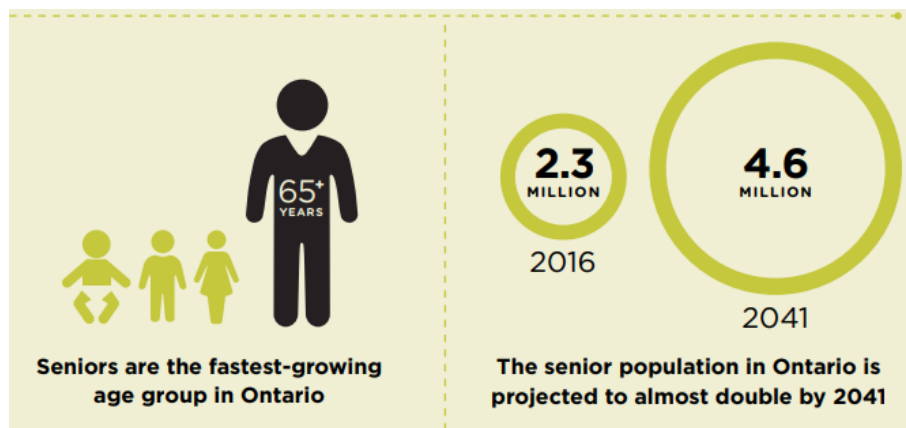 65+
YEARS
Seniors are the fastest-growing
age group in Ontario
2.3
MILLION
2016
4.6
MILLION
2041
The senior population in Ontario is
projected to almost double by 2041